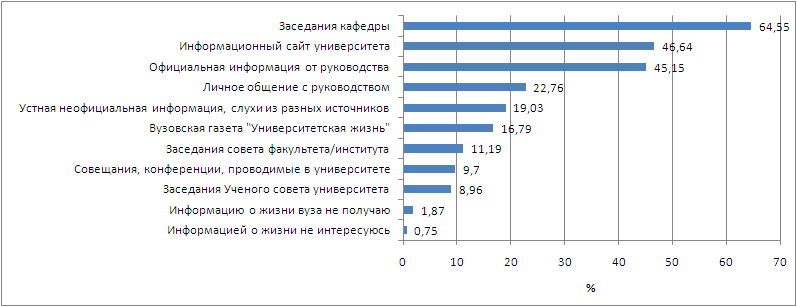 Заседания кафедры 64,55
Информационный сайт университета 46,64
Официальная информация от руководства 45,15
Личное общение с руководством 22,76
Устная неофициальная информация, слухи из разных источников 19,03
Вузовская газета "Университетская жизнь" 16,79
Заседания совета факультета/института 11,19
Совещания, конференции, проводимые в университете 9,7
Заседания Ученого совета университета 8,96
Информацию о жизни вуза не получаю 1,87
Информацией о жизни не интересуюсь 0,75
0 10 20 30 40 50 60 70
%